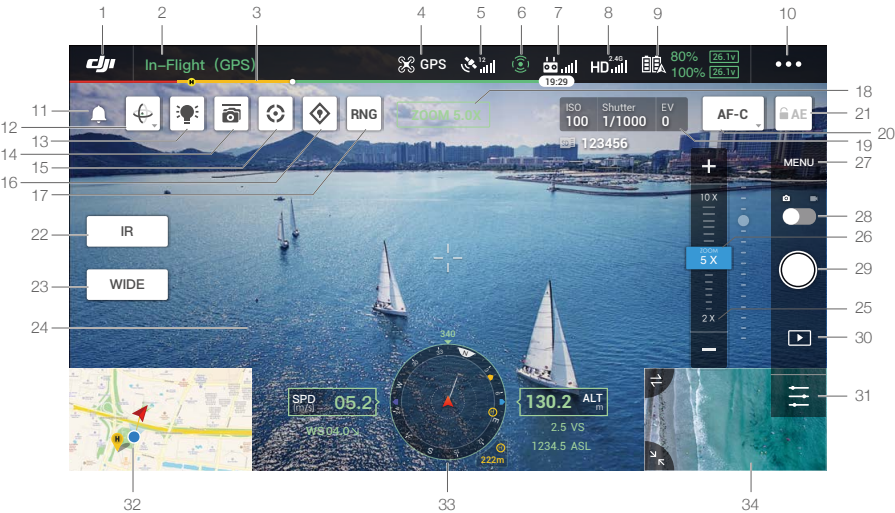 1 2 3 4 5 6 7 8 9 10
dji In-Flight (GPS) GPS 12 HD 2.4G A 80% 26.1v
100% 26.1v
H 19:29
11 RNG ZOOM 5.0X ISO Shutter EV AF-C AE 18
100 1/1000 0 21
12 20
13 123456 19
14 MENU 27
15
16
17 10 X
28
22 IR 26
ZOOM
5 X
29
23 WIDE
25
24 2 X
340 30
N
W
SPD 05.2 130.2 ALT 31
[m/s] m
WS 04.0 E 2.5 VS
H S 1234.5 ASL
222m
32 33 34